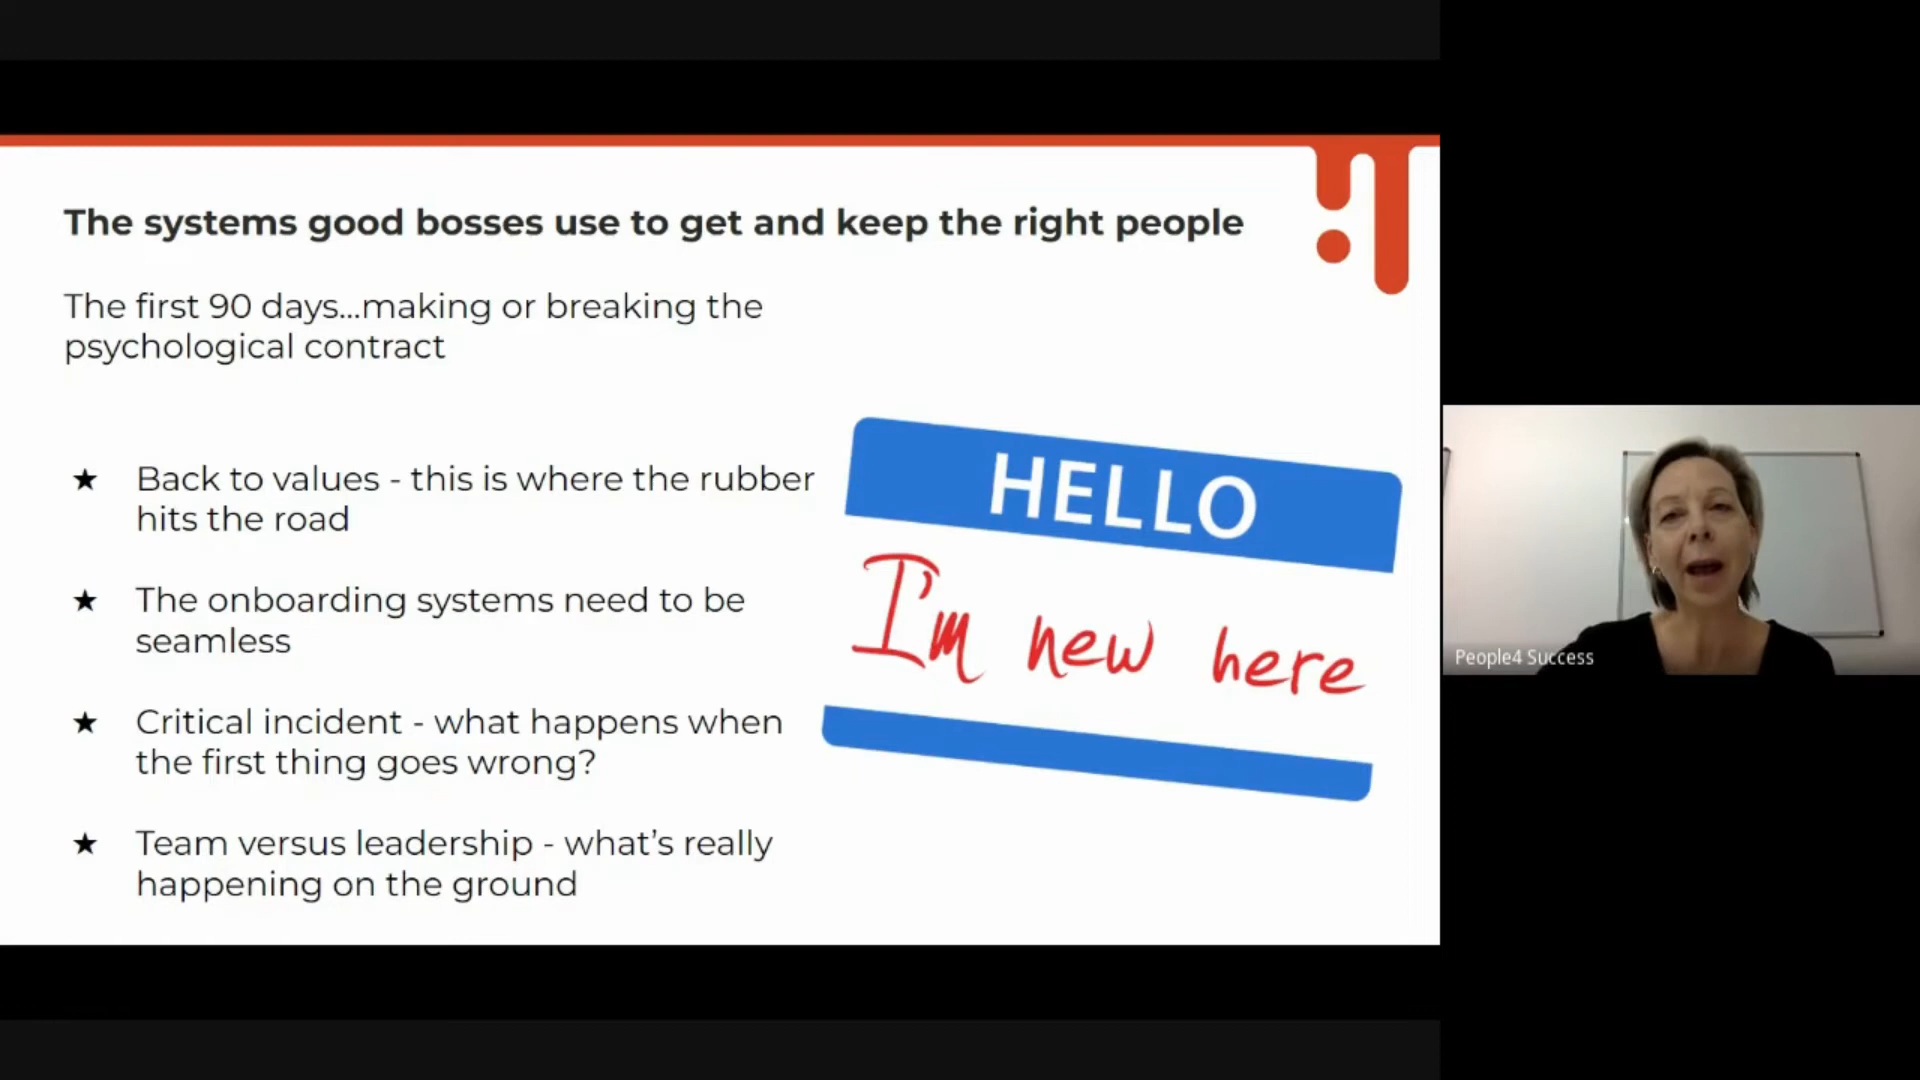 The systems good bosses use to get and keep the right people
The first 90 days...making or breaking the
psychological contract
★ Back to values - this is where the rubber
hits the road
★ The onboarding systems need to be
seamless
★ Critical incident - what happens when
the first thing goes wrong?
★ Team versus leadership - what's really
happening on the ground
HELLO
I'm new here
People4 Success